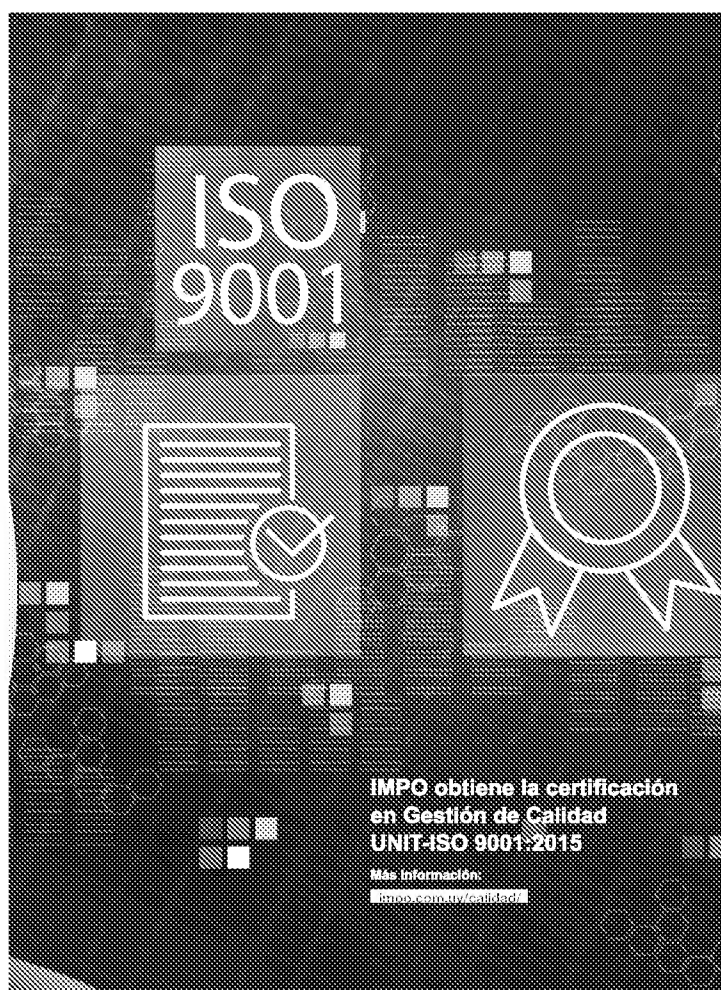 ISO
9001
IMPO obtiene la certificación
en Gestión de Calidad
UNIT-ISO 9001:2015
Más información:
impo.com.uy/calidad/